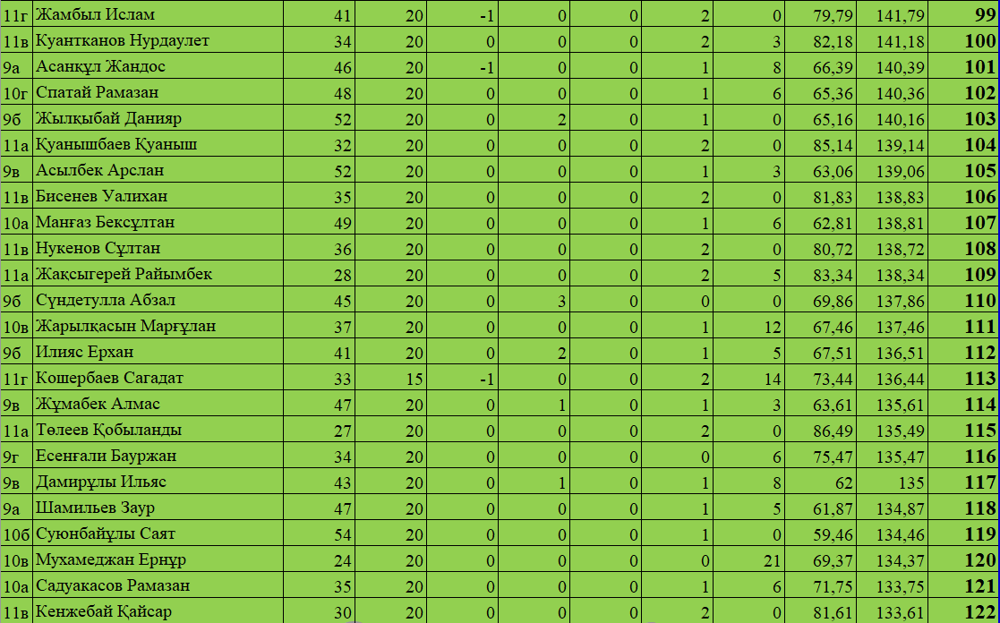 11г Жамбыл Ислам 41 20 -1 0 0 2 0 79,79 141,79 99
11в Куантканов Нурдаулет 34 20 0 0 0 2 3 82,18 141,18 100
9а Асанқұл Жандос 46 20 -1 0 0 1 8 66,39 140,39 101
10г Спатай Рамазан 48 20 0 0 0 1 6 65,36 140,36 102
9б Жылқыбай Данияр 52 20 0 2 0 1 0 65,16 140,16 103
11а Қуанышбаев Қуаныш 32 20 0 0 0 2 0 85,14 139,14 104
9в Асылбек Арслан 52 20 0 0 0 1 3 63,06 139,06 105
11в Бисенев Уалихан 35 20 0 0 0 2 0 81,83 138,83 106
10а Манғаз Бексұлтан 49 20 0 0 0 1 6 62,81 138,81 107
11в Нукенов Сұлтан 36 20 0 0 0 2 0 80,72 138,72 108
11а Жақсыгерей Райымбек 28 20 0 0 0 2 5 83,34 138,34 109
9б Сүндетулла Абзал 45 20 0 3 0 0 0 69,86 137,86 110
10в Жарылқасын Марғұлан 37 20 0 0 0 1 12 67,46 137,46 111
9б Илияс Ерхан 41 20 0 2 0 1 5 67,51 136,51 112
11г Кошербаев Сагадат 33 15 -1 0 0 2 14 73,44 136,44 113
9в Жұмабек Алмас 47 20 0 1 0 1 3 63,61 135,61 114
11а Төлеев Қобыланды 27 20 0 0 0 2 0 86,49 135,49 115
9г Есенғали Бауржан 34 20 0 0 0 0 6 75,47 135,47 116
9в Дамирұлы Ильяс 43 20 0 1 0 1 8 62 135 117
9а Шамильев Заур 47 20 0 0 0 1 5 61,87 134,87 118
10б Суюнбайұлы Саят 54 20 0 0 0 1 0 59,46 134,46 119
10в Мухамеджан Ернұр 24 20 0 0 0 0 21 69,37 134,37 120
10а Садуакасов Рамазан 35 20 0 0 0 1 6 71,75 133,75 121
11в Кенжебай Қайсар 30 20 0 0 0 2 0 81,61 133,61 122